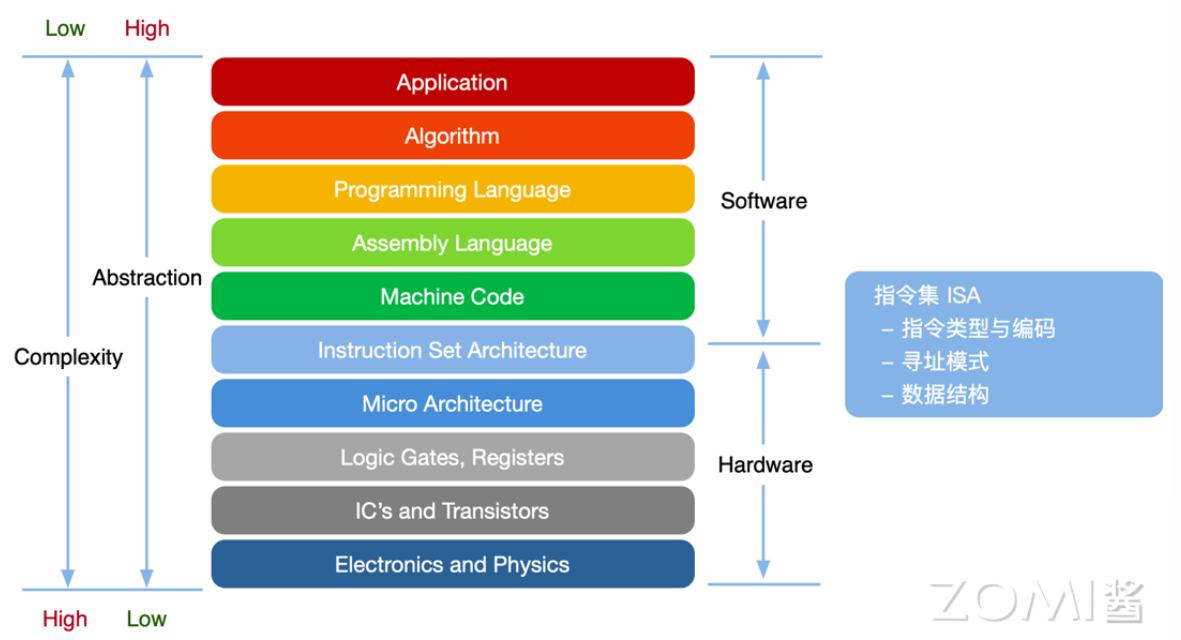 Low High
Application
Algorithm
Programming Language
Assembly Language
Machine Code
Instruction Set Architecture
Micro Architecture
Logic Gates, Registers
IC's and Transistors
Electronics and Physics
Abstraction
Complexity
High Low
Software
Hardware
指令集 ISA
– 指令类型与编码
– 寻址模式
– 数据结构
ZOMI酱